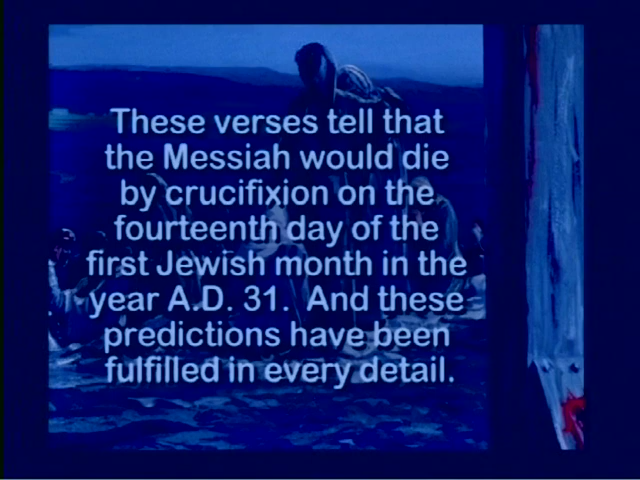 These verses tell that
the Messiah would die
by crucifixion on the
fourteenth day of the
first Jewish month in the
year A.D. 31.  And these
predictions have been
fulfilled in every detail.